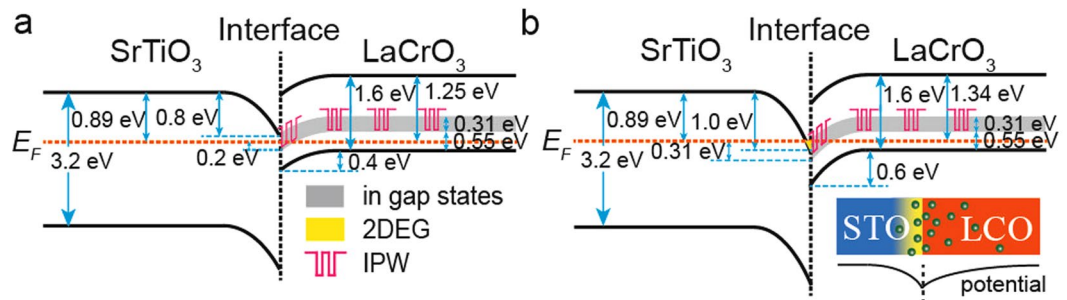 a
Interface
SrTiO3
LaCrO3
0.89 eV
0.8 eV
1.6 eV
1.25 eV
0.31 eV
0.55 eV
EF
3.2 eV
0.2 eV
0.4 eV
in gap states
2DEG
IPW
b
Interface
SrTiO3
LaCrO3
0.89 eV
1.0 eV
1.6 eV
1.34 eV
0.31 eV
0.55 eV
EF
3.2 eV
0.31 eV
0.6 eV
STO
LCO
potential